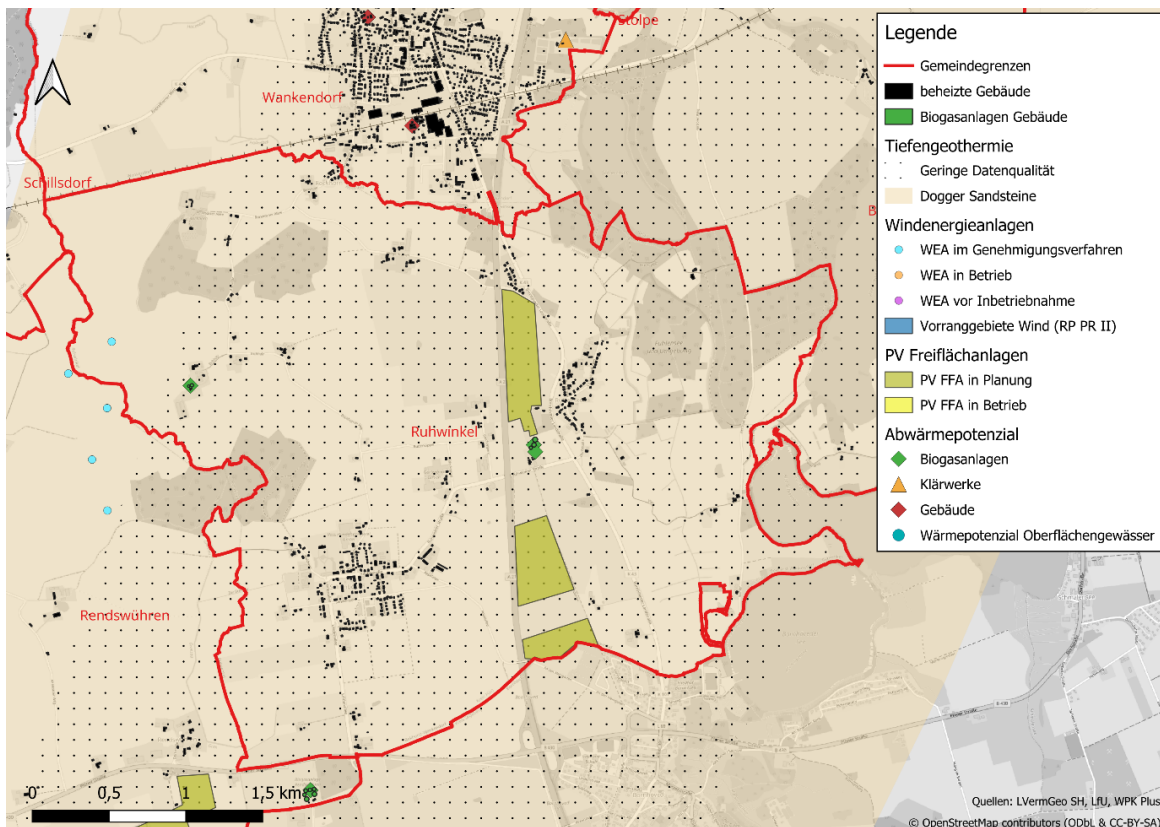 Stolpe
Wankendorf
Schillsdorf
B
Ruhwinkel
Rendswühren
Legende
Gemeindegrenzen
beheizte Gebäude
Biogasanlagen Gebäude
Tiefengeothermie
Geringe Datenqualität
Dogger Sandsteine
Windenergieanlagen
WEA im Genehmigungsverfahren
WEA in Betrieb
WEA vor Inbetriebnahme
Vorranggebiete Wind (RP PR II)
PV Freiflächanlagen
PV FFA in Planung
PV FFA in Betrieb
Abwärmepotenzial
Biogasanlagen
Klärwerke
Gebäude
Wärmepotenzial Oberflächengewässer
0 0,5 1 1,5 km
Quellen: LVermGeo SH, LfU, WPK Plus
© OpenStreetMap contributors (ODbL & CC-BY-SA)